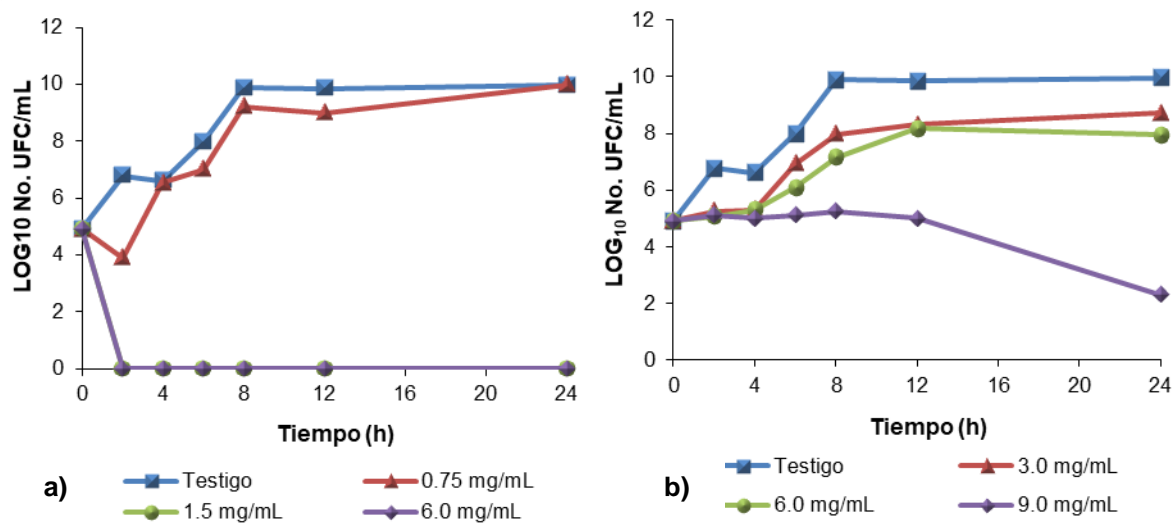 12
10
8
6
4
2
0
LOG10 No. UFC/mL
0 4 8 12 16 20 24
Tiempo (h)
a)
Testigo 0.75 mg/mL
1.5 mg/mL 6.0 mg/mL
12
10
8
6
4
2
0
LOG₁₀ No. UFC/mL
0 4 8 12 16 20 24
Tiempo (h)
b)
Testigo 3.0 mg/mL
6.0 mg/mL 9.0 mg/mL